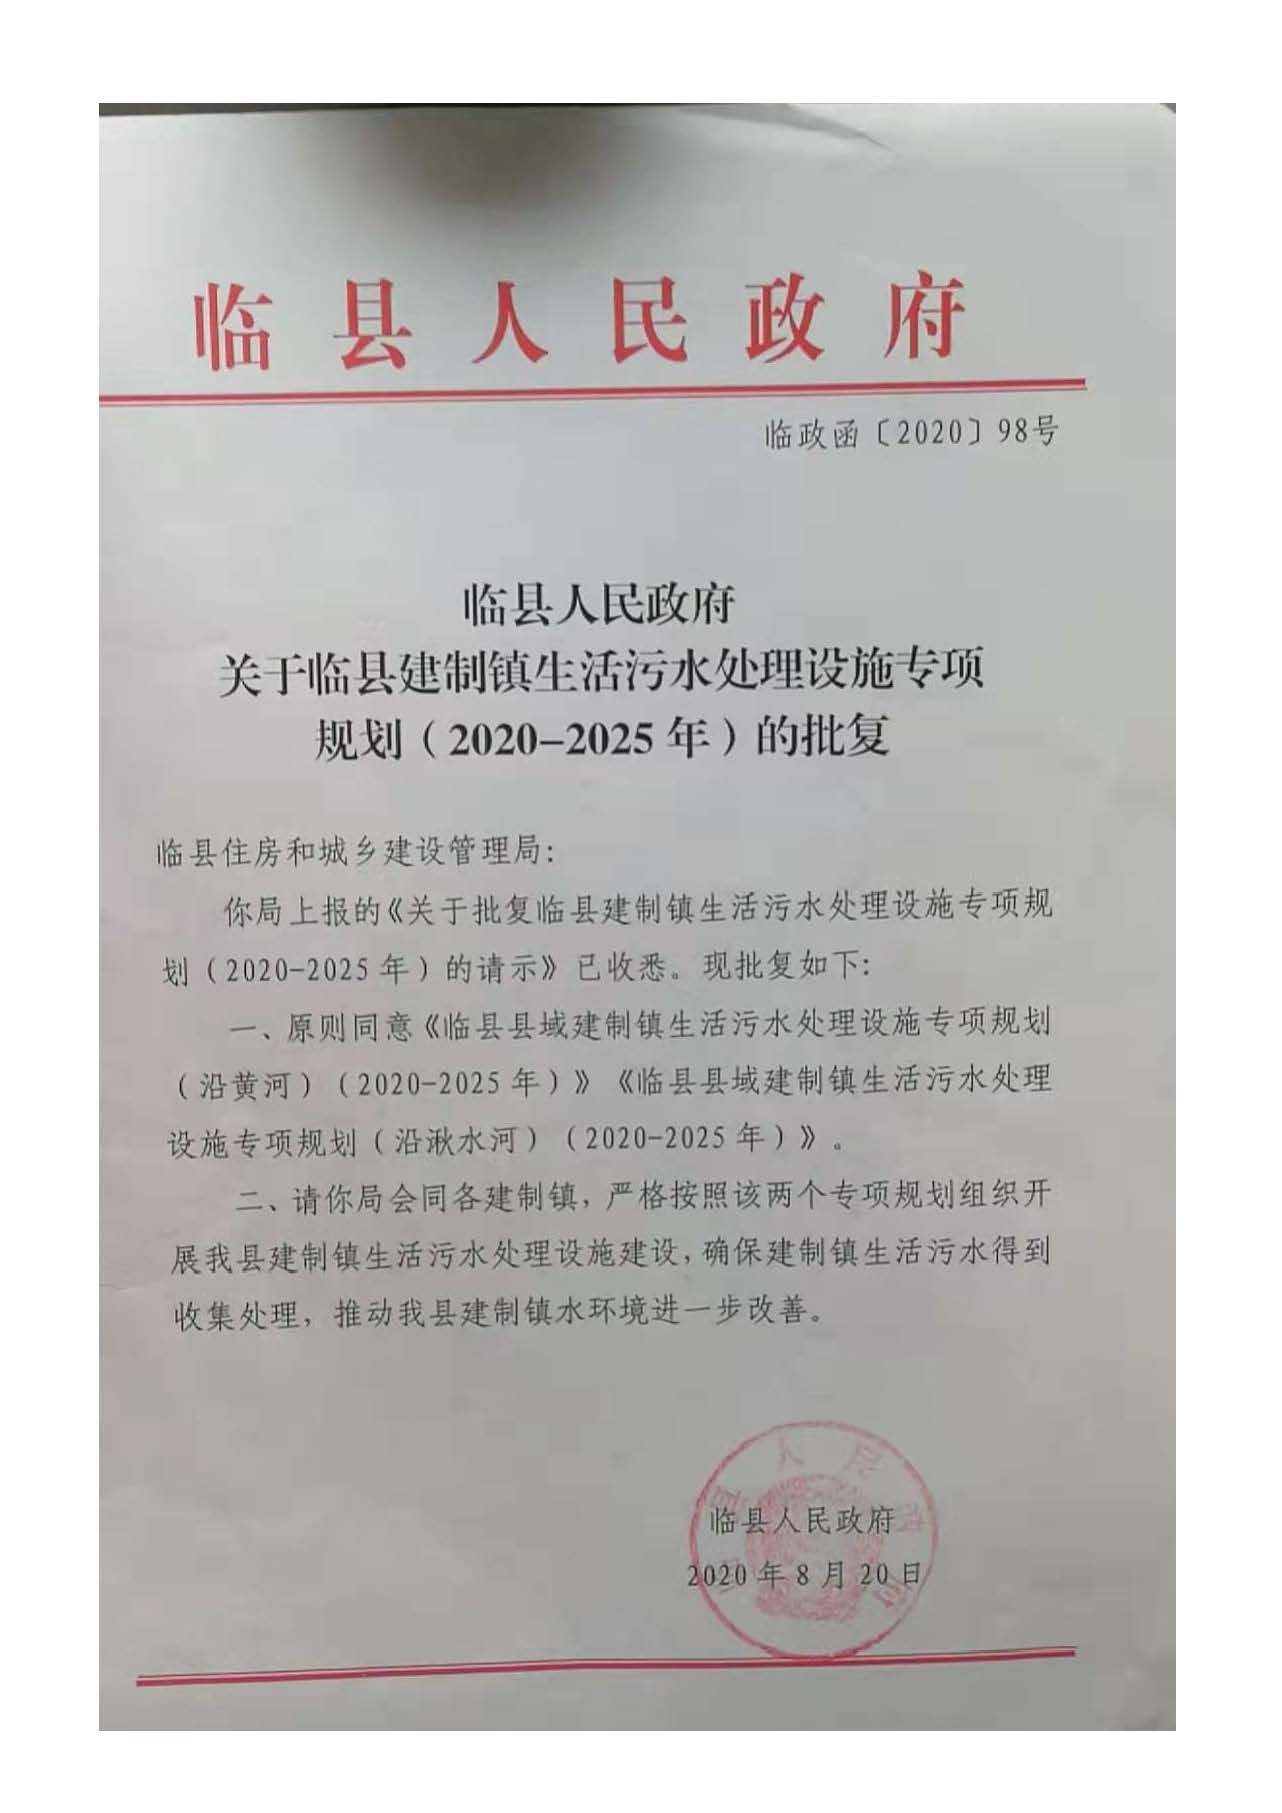 临县人民政府
临政函〔2020〕98号
临县人民政府
关于临县建制镇生活污水处理设施专项
规划（2020-2025年）的批复
临县住房和城乡建设管理局：
你局上报的《关于批复临县建制镇生活污水处理设施专项规
划（2020-2025年）的请示》已收悉。现批复如下：
一、原则同意《临县县域建制镇生活污水处理设施专项规划
（沿黄河）（2020-2025年）》《临县县域建制镇生活污水处理
设施专项规划（沿湫水河）（2020-2025年）》。
二、请你局会同各建制镇，严格按照该两个专项规划组织开
展我县建制镇生活污水处理设施建设，确保建制镇生活污水得到
收集处理，推动我县建制镇水环境进一步改善。
临县人民政府
2020年8月20日